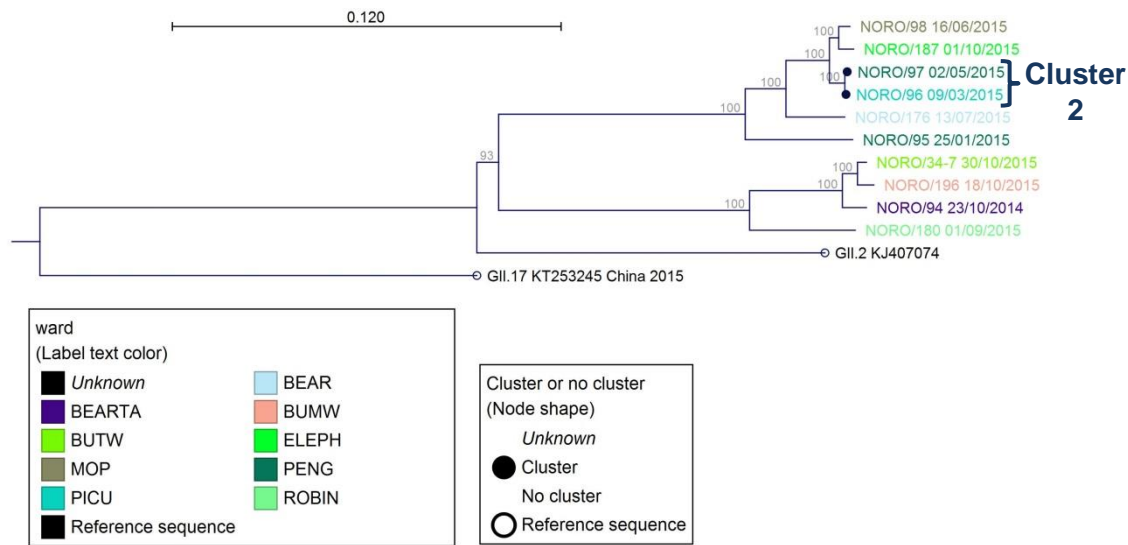 0.120
100
NORO/98 16/06/2015
100
NORO/187 01/10/2015
100
NORO/97 02/05/2015
100
NORO/96 09/03/2015
Cluster
2
100
NORO/176 13/07/2015
NORO/95 25/01/2015
93
100
NORO/34-7 30/10/2015
100
NORO/196 18/10/2015
NORO/94 23/10/2014
100
NORO/180 01/09/2015
GII.2 KJ407074
GII.17 KT253245 China 2015
ward
(Label text color)
Unknown
BEARTA
BUTW
MOP
PICU
Reference sequence
BEAR
BUMW
ELEPH
PENG
ROBIN
Cluster or no cluster
(Node shape)
Unknown
Cluster
No cluster
Reference sequence